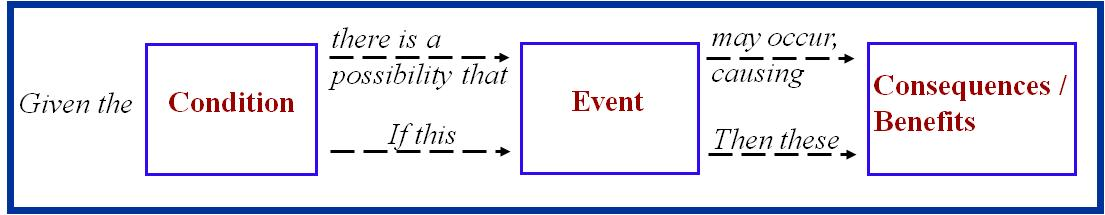 Given the
Condition
there is a
possibility that
If this
Event
may occur,
causing
Then these
Consequences /
Benefits